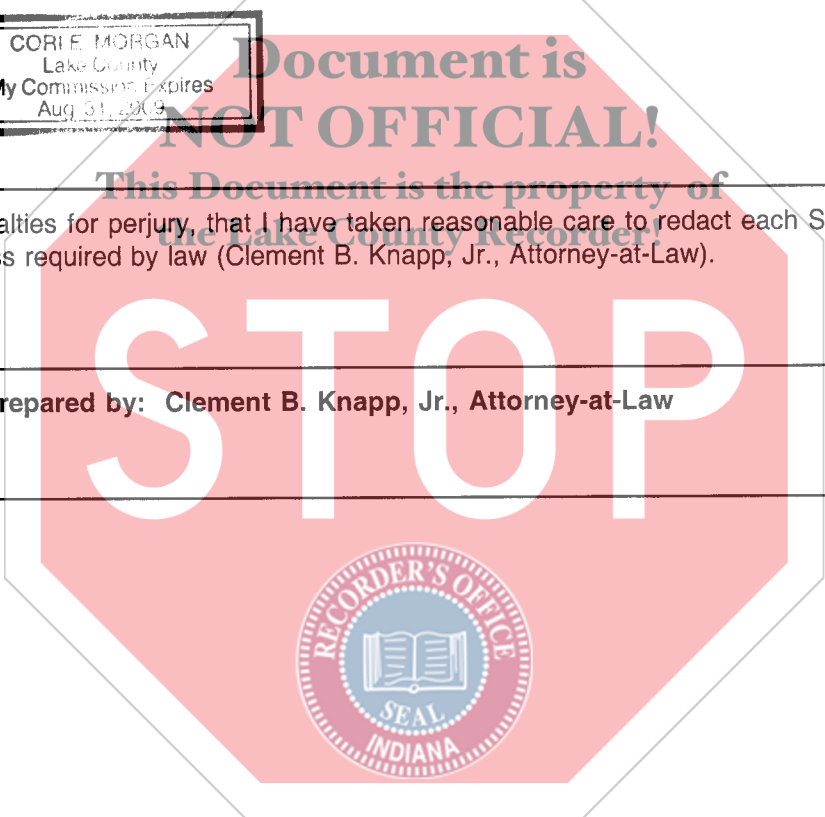 CORI E. MORGAN
Lake County
My Commission Expires
Aug 31, 2009
Document is
NOT OFFICIAL!
This Document is the property of
the Lake County Recorder!
alties for perjury, that I have taken reasonable care to redact each S
s required by law (Clement B. Knapp, Jr., Attorney-at-Law).
STOP
repared by: Clement B. Knapp, Jr., Attorney-at-Law
RECORDER'S OFFICE
SEAL
INDIANA